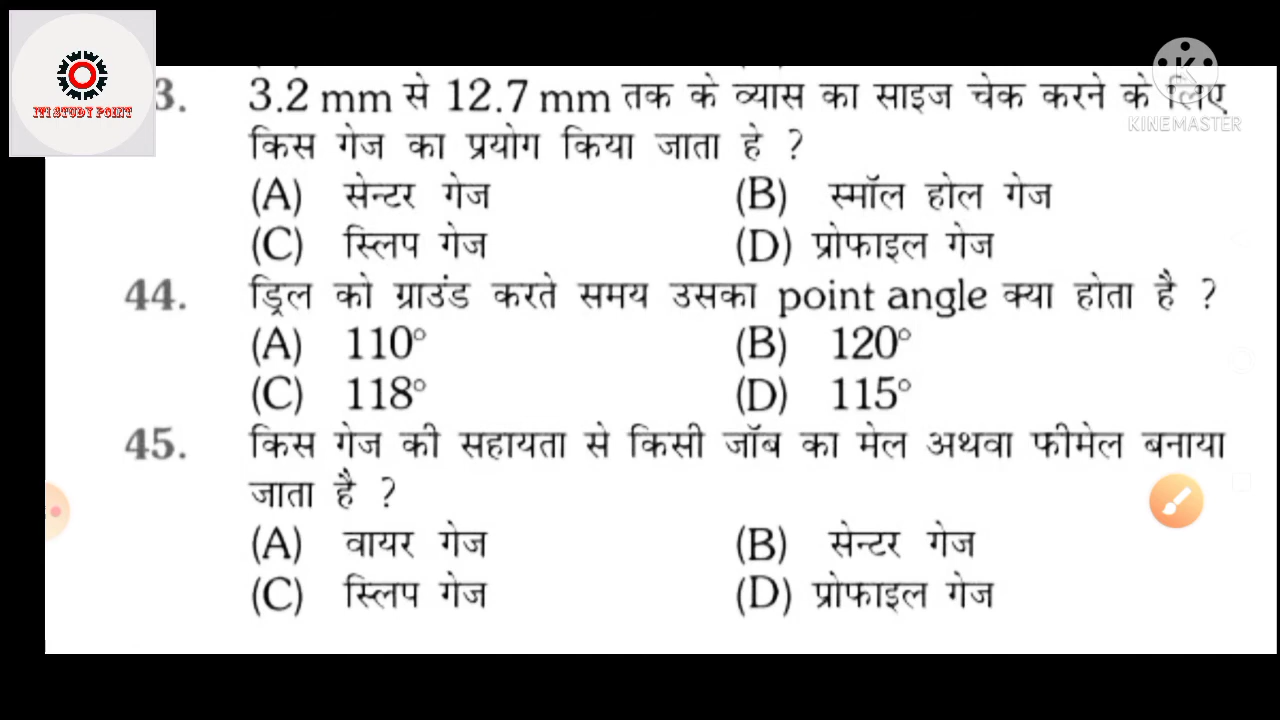 ITI STUDY POINT
KINEMASTER
3. 3.2 mm से 12.7 mm तक के व्यास का साइज चेक करने के लिए
किस गेज का प्रयोग किया जाता हे ?
(A) सेन्टर गेज (B) स्मॉल होल गेज
(C) स्लिप गेज (D) प्रोफाइल गेज
44. ड्रिल को ग्राउंड करते समय उसका point angle क्या होता है ?
(A) 110° (B) 120°
(C) 118° (D) 115°
45. किस गेज की सहायता से किसी जॉब का मेल अथवा फीमेल बनाया
जाता है ?
(A) वायर गेज (B) सेन्टर गेज
(C) स्लिप गेज (D) प्रोफाइल गेज